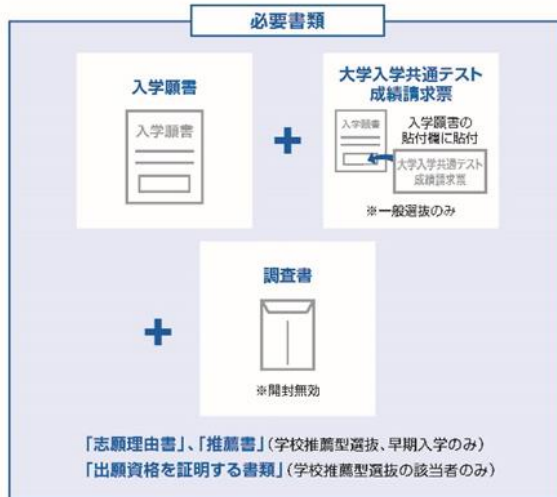 必要書類
入学願書
入学願書
+
大学入学共通テスト
成績請求票
入学願書
入学願書の
貼付欄に貼付
大学入学共通テスト
成績請求票
※一般選抜のみ
+
調査書
※開封無効
「志願理由書」、「推薦書」(学校推薦型選抜、早期入学のみ)
「出願資格を証明する書類」(学校推薦型選抜の該当者のみ)